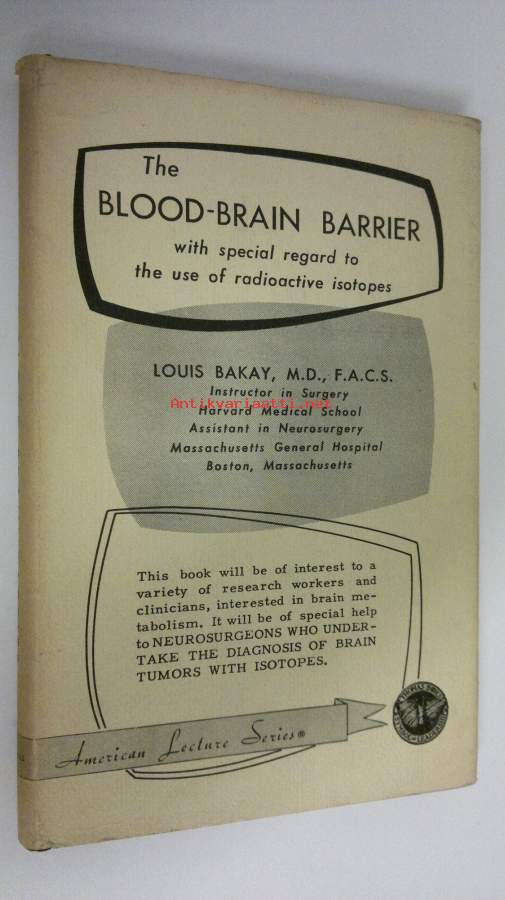 The
BLOOD-BRAIN BARRIER
with special regard to
the use of radioactive isotopes
LOUIS BAKAY, M.D., F.A.C.S.
Instructor in Surgery
Antikvariaatti.net
Harvard Medical School
Assistant in Neurosurgery
Massachusetts General Hospital
Boston, Massachusetts
This book will be of interest to a
variety of research workers and
clinicians, interested in brain me-
tabolism. It will be of special help
to NEUROSURGEONS WHO UNDER-
TAKE THE DIAGNOSIS OF BRAIN
TUMORS WITH ISOTOPES.
American Lecture Series®